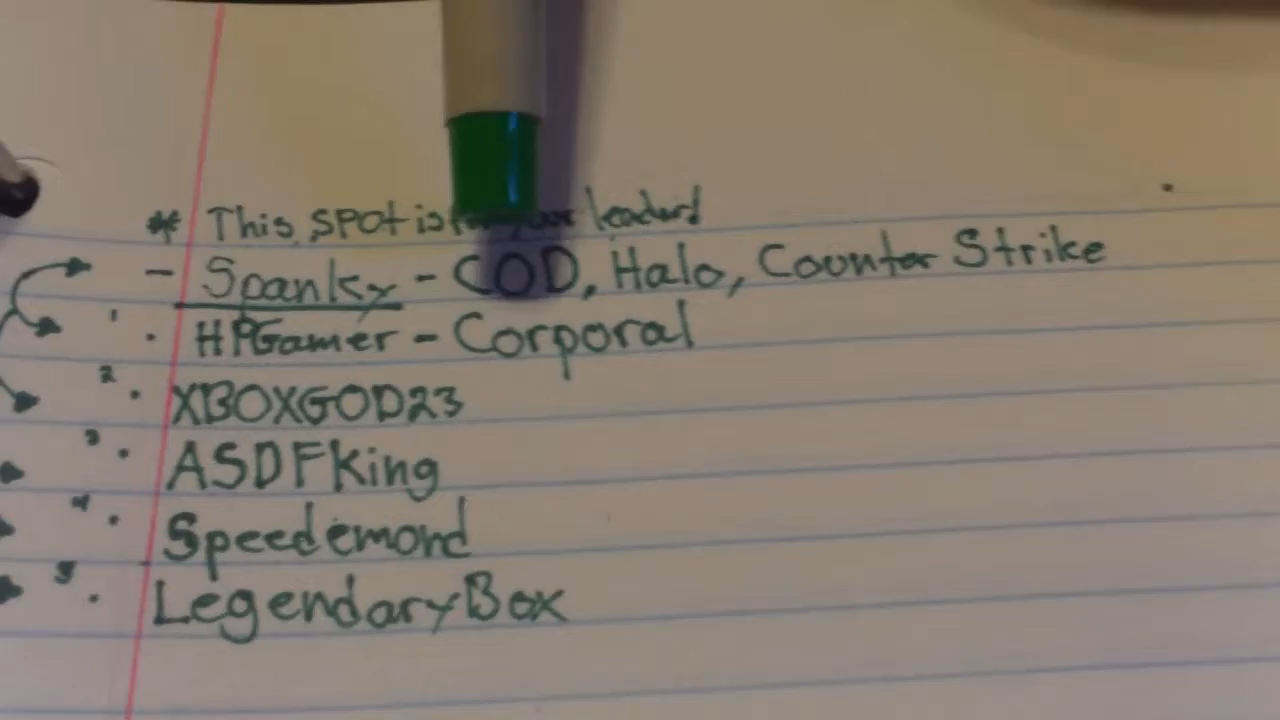 * This SPOT is leader!
- Spanky - COD, Halo, Counter Strike
1. HPGamer - Corporal
2. XBOXGOD23
3. ASDFKing
4. Speedemond
5. LegendaryBox